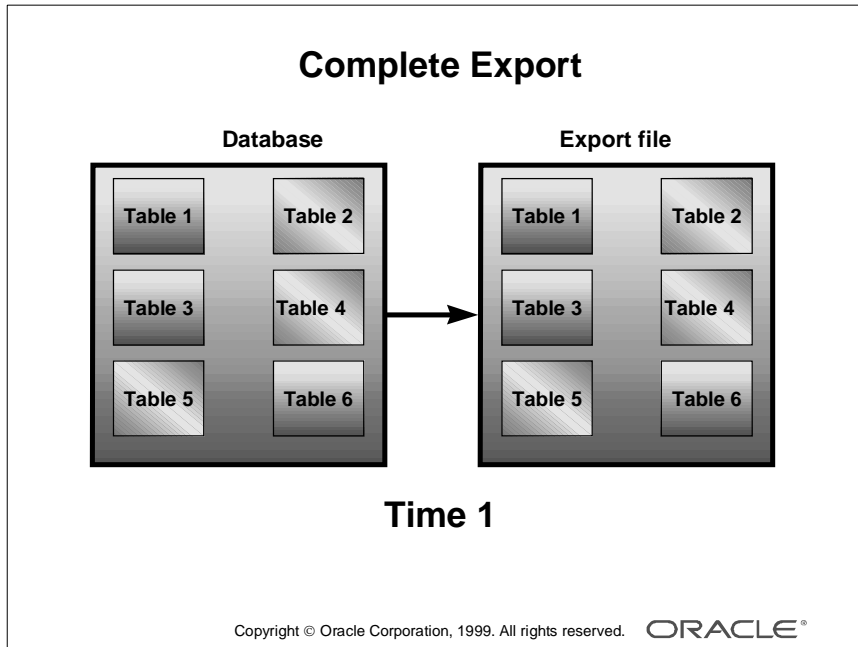 Complete Export
Database Export file
Table 1 Table 2 Table 1 Table 2
Table 3 Table 4 Table 3 Table 4
Table 5 Table 6 Table 5 Table 6
Time 1
Copyright © Oracle Corporation, 1999. All rights reserved. ORACLE®